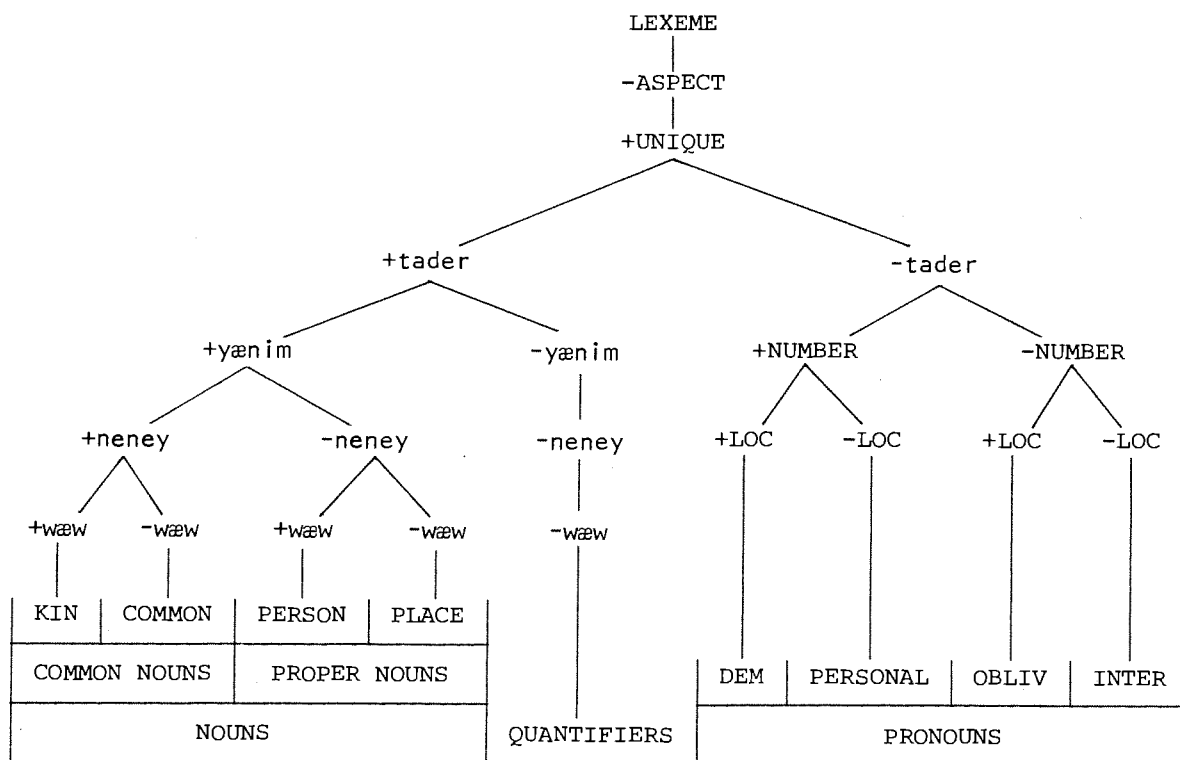 LEXEME
-ASPECT
+UNIQUE
+tader -tader
+yænim -yænim +NUMBER -NUMBER
+neney -neney -neney +LOC -LOC +LOC -LOC
+wæw -wæw +wæw -wæw -wæw
KIN COMMON PERSON PLACE
COMMON NOUNS PROPER NOUNS DEM PERSONAL OBLIV INTER
NOUNS QUANTIFIERS PRONOUNS